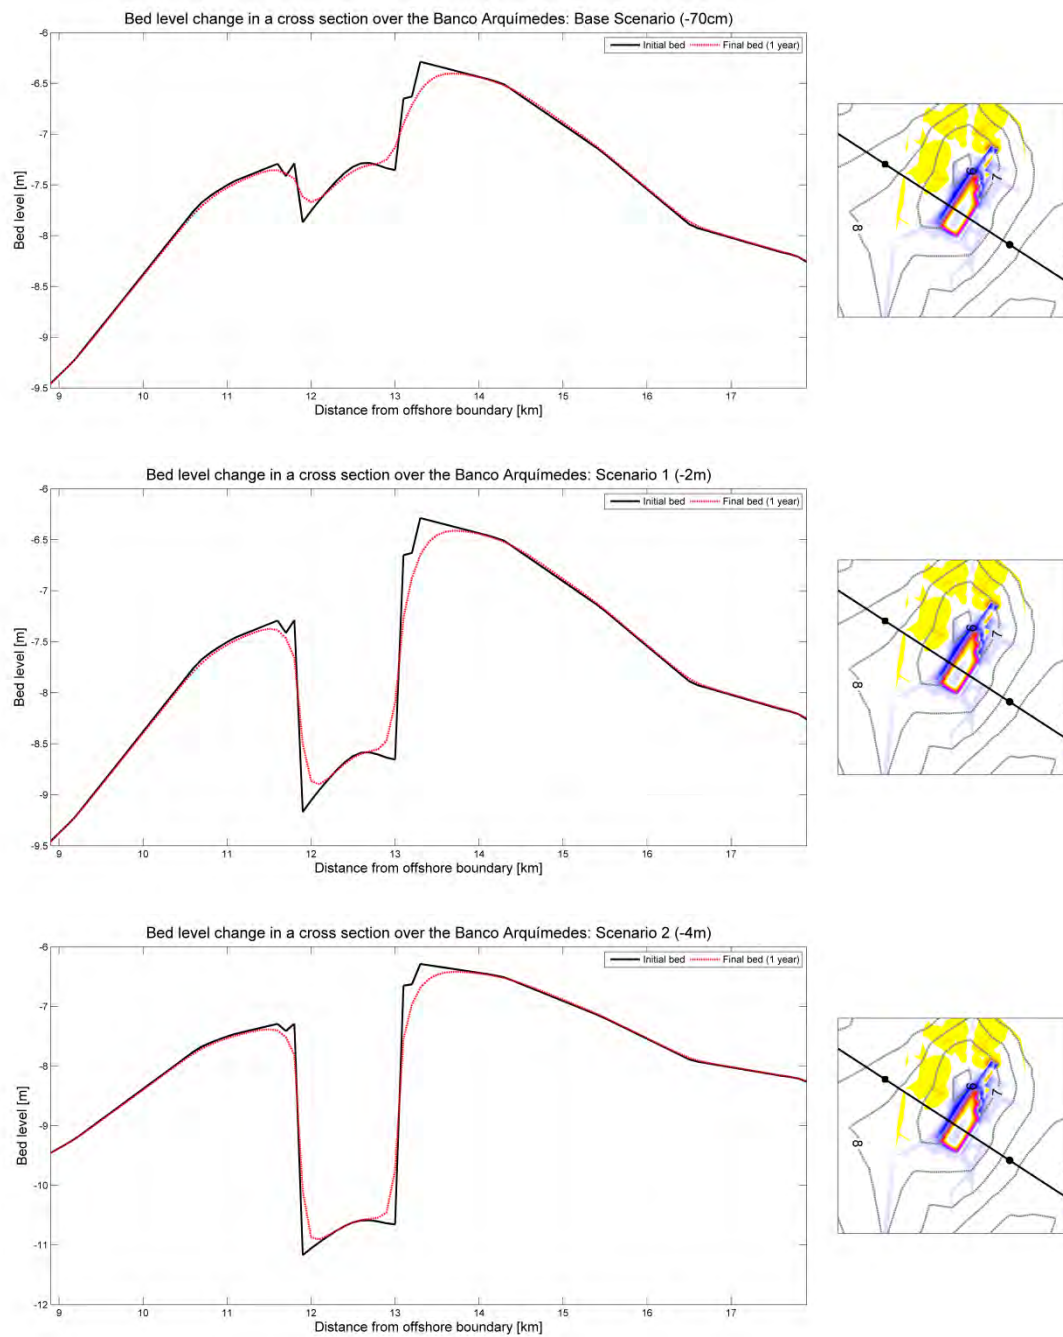 Bed level change in a cross section over the Banco Arquímedes: Base Scenario (-70cm)
Initial bed Final bed (1 year)
-6
-6.5
-7
-7.5
-8
-8.5
-9
-9.5
Bed level [m]
9 10 11 12 13 14 15 16 17
Distance from offshore boundary [km]
6
7
8
Bed level change in a cross section over the Banco Arquímedes: Scenario 1 (-2m)
Initial bed Final bed (1 year)
-6
-6.5
-7
-7.5
-8
-8.5
-9
-9.5
Bed level [m]
9 10 11 12 13 14 15 16 17
Distance from offshore boundary [km]
6
7
8
Bed level change in a cross section over the Banco Arquímedes: Scenario 2 (-4m)
Initial bed Final bed (1 year)
-6
-7
-8
-9
-10
-11
-12
Bed level [m]
9 10 11 12 13 14 15 16 17
Distance from offshore boundary [km]
6
7
8